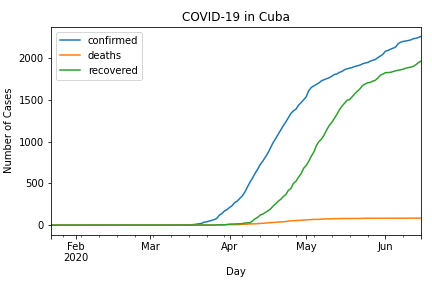 COVID-19 in Cuba
confirmed
deaths
recovered
Number of Cases
2000
1500
1000
500
0
Feb
2020
Mar
Apr
May
Jun
Day